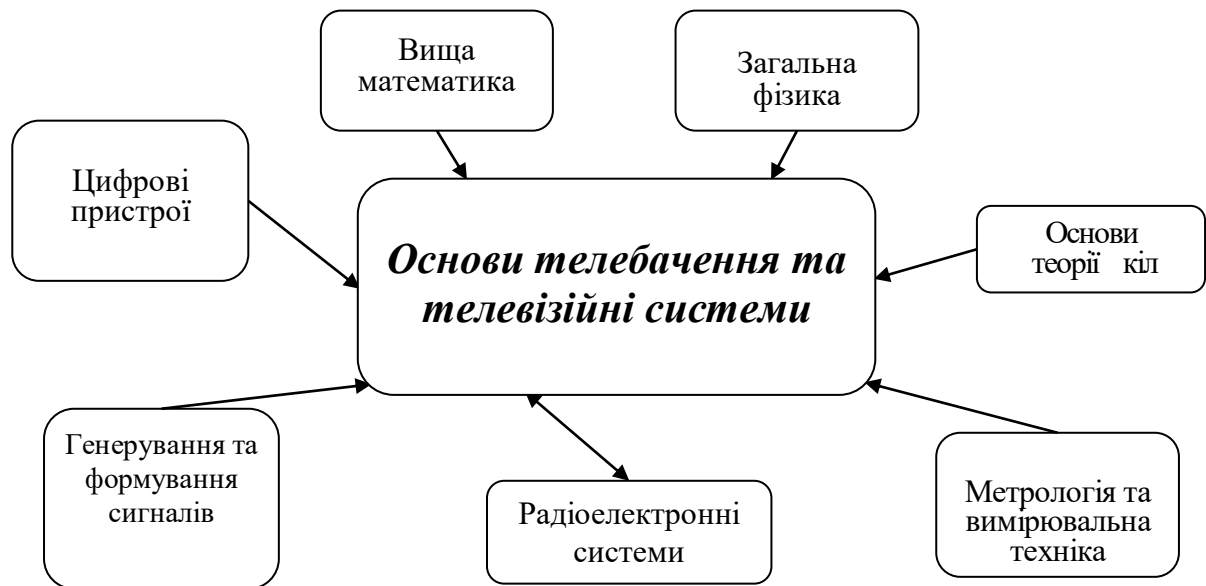 Вища
математика
Загальна
фізика
Цифрові
пристрої
Основи телебачення та
телевізійні системи
Основи
теорії кіл
Генерування та
формування
сигналів
Радіоелектронні
системи
Метрологія та
вимірювальна
техніка